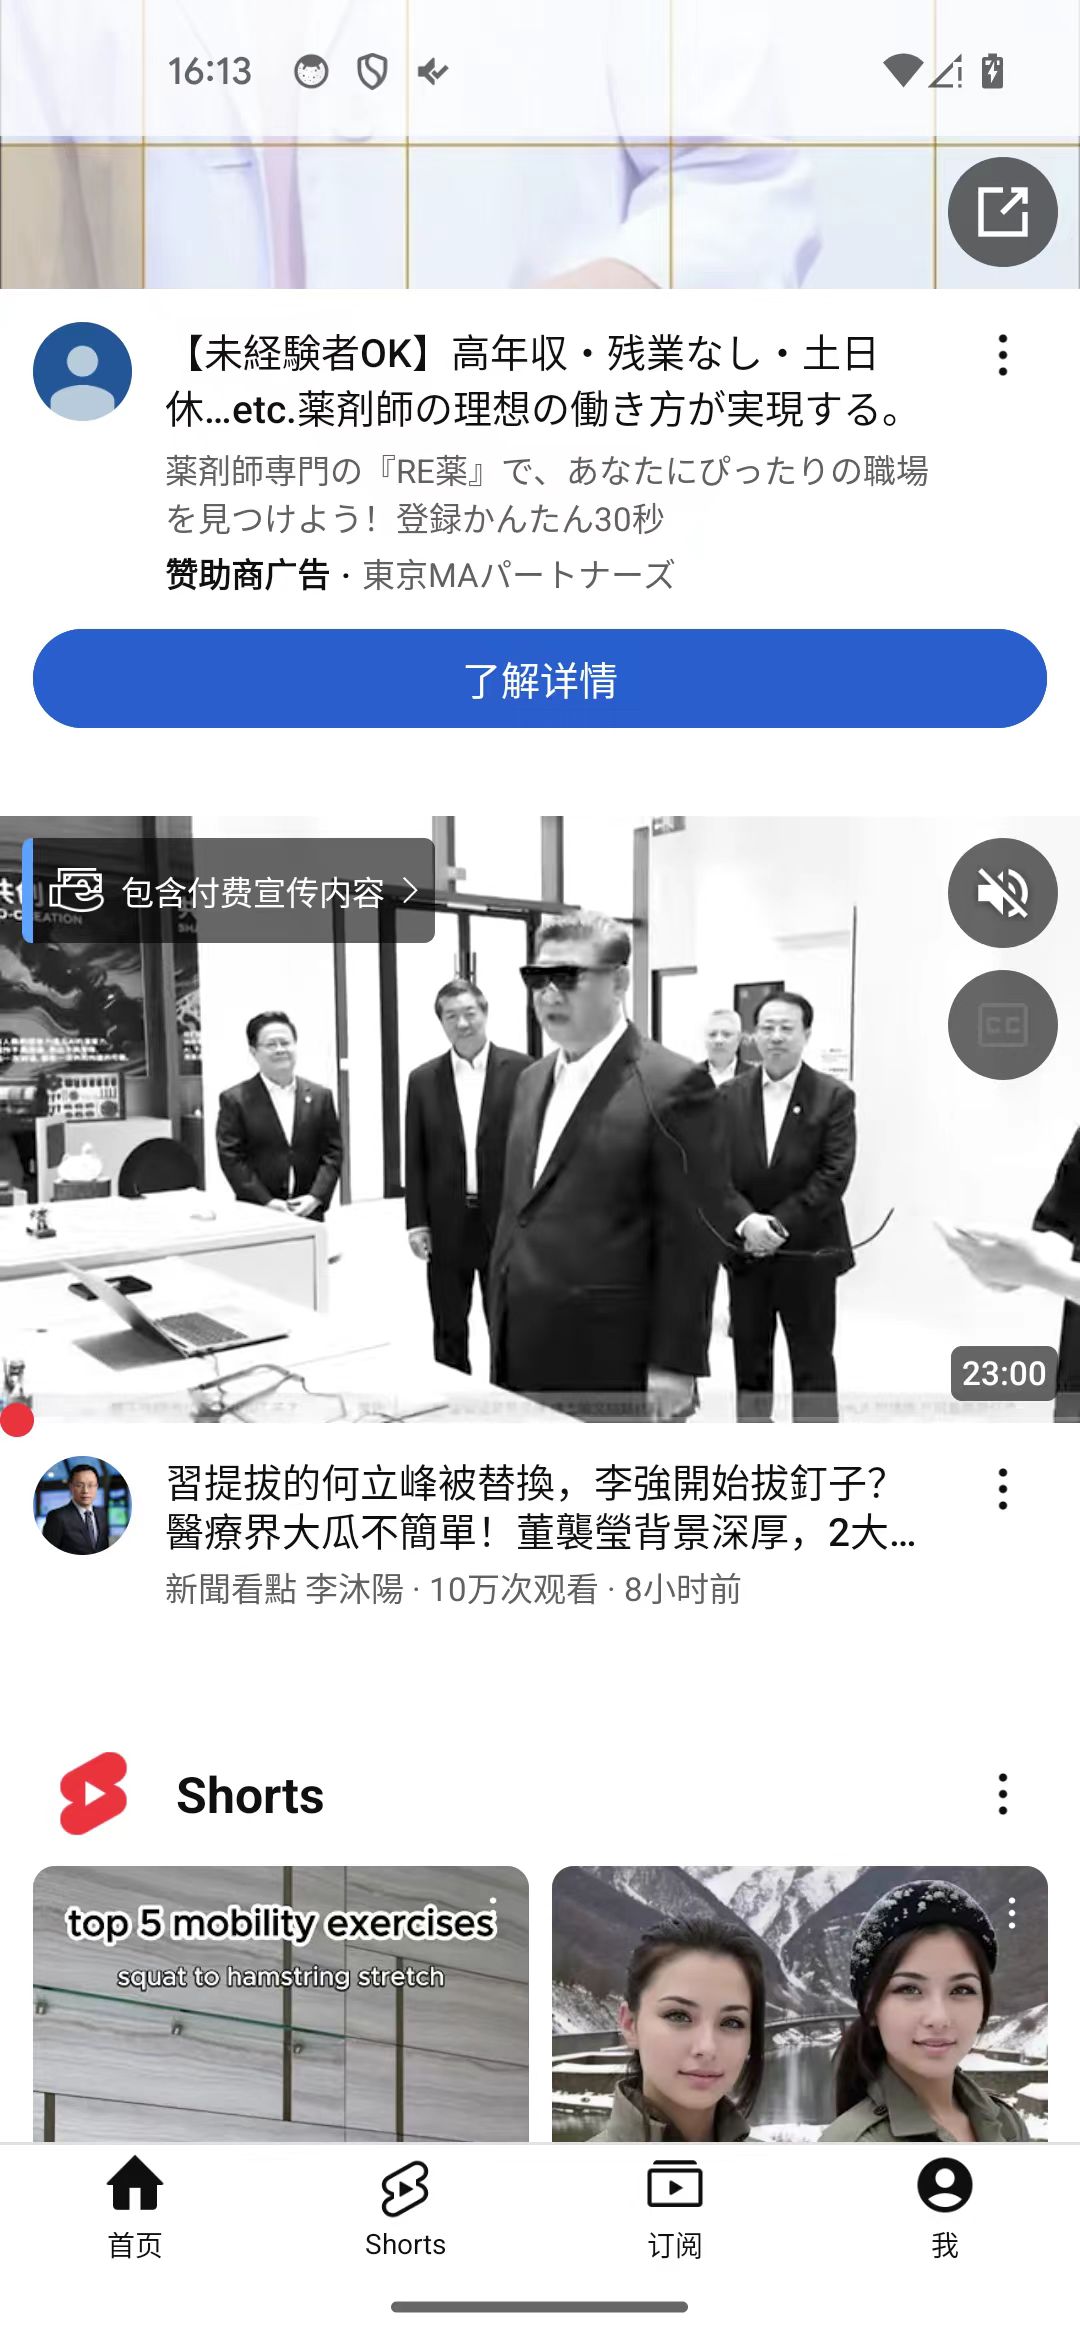 16:13
【未経験者OK】高年収・残業なし・土日
休...etc.薬剤師の理想の働き方が実現する。
薬剤師専門の『RE薬』で、あなたにぴったりの職場
を見つけよう！登録かんたん30秒
赞助商广告 · 東京MAパートナーズ
了解详情
包含付费宣传内容
CC
23:00
習提拔的何立峰被替換，李強開始拔釘子？
醫療界大瓜不簡單！董襲瑩背景深厚，2大...
新聞看點 李沐陽 · 10万次观看 · 8小时前
Shorts
top 5 mobility exercises
squat to hamstring stretch
首页
Shorts
订阅
我